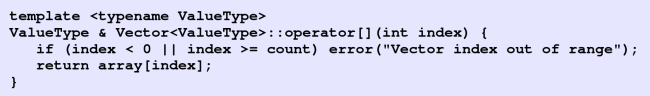 template <typename ValueType>
ValueType & Vector<ValueType>::operator[](int index) {
   if (index < 0 || index >= count) error("Vector index out of range");
   return array[index];
}